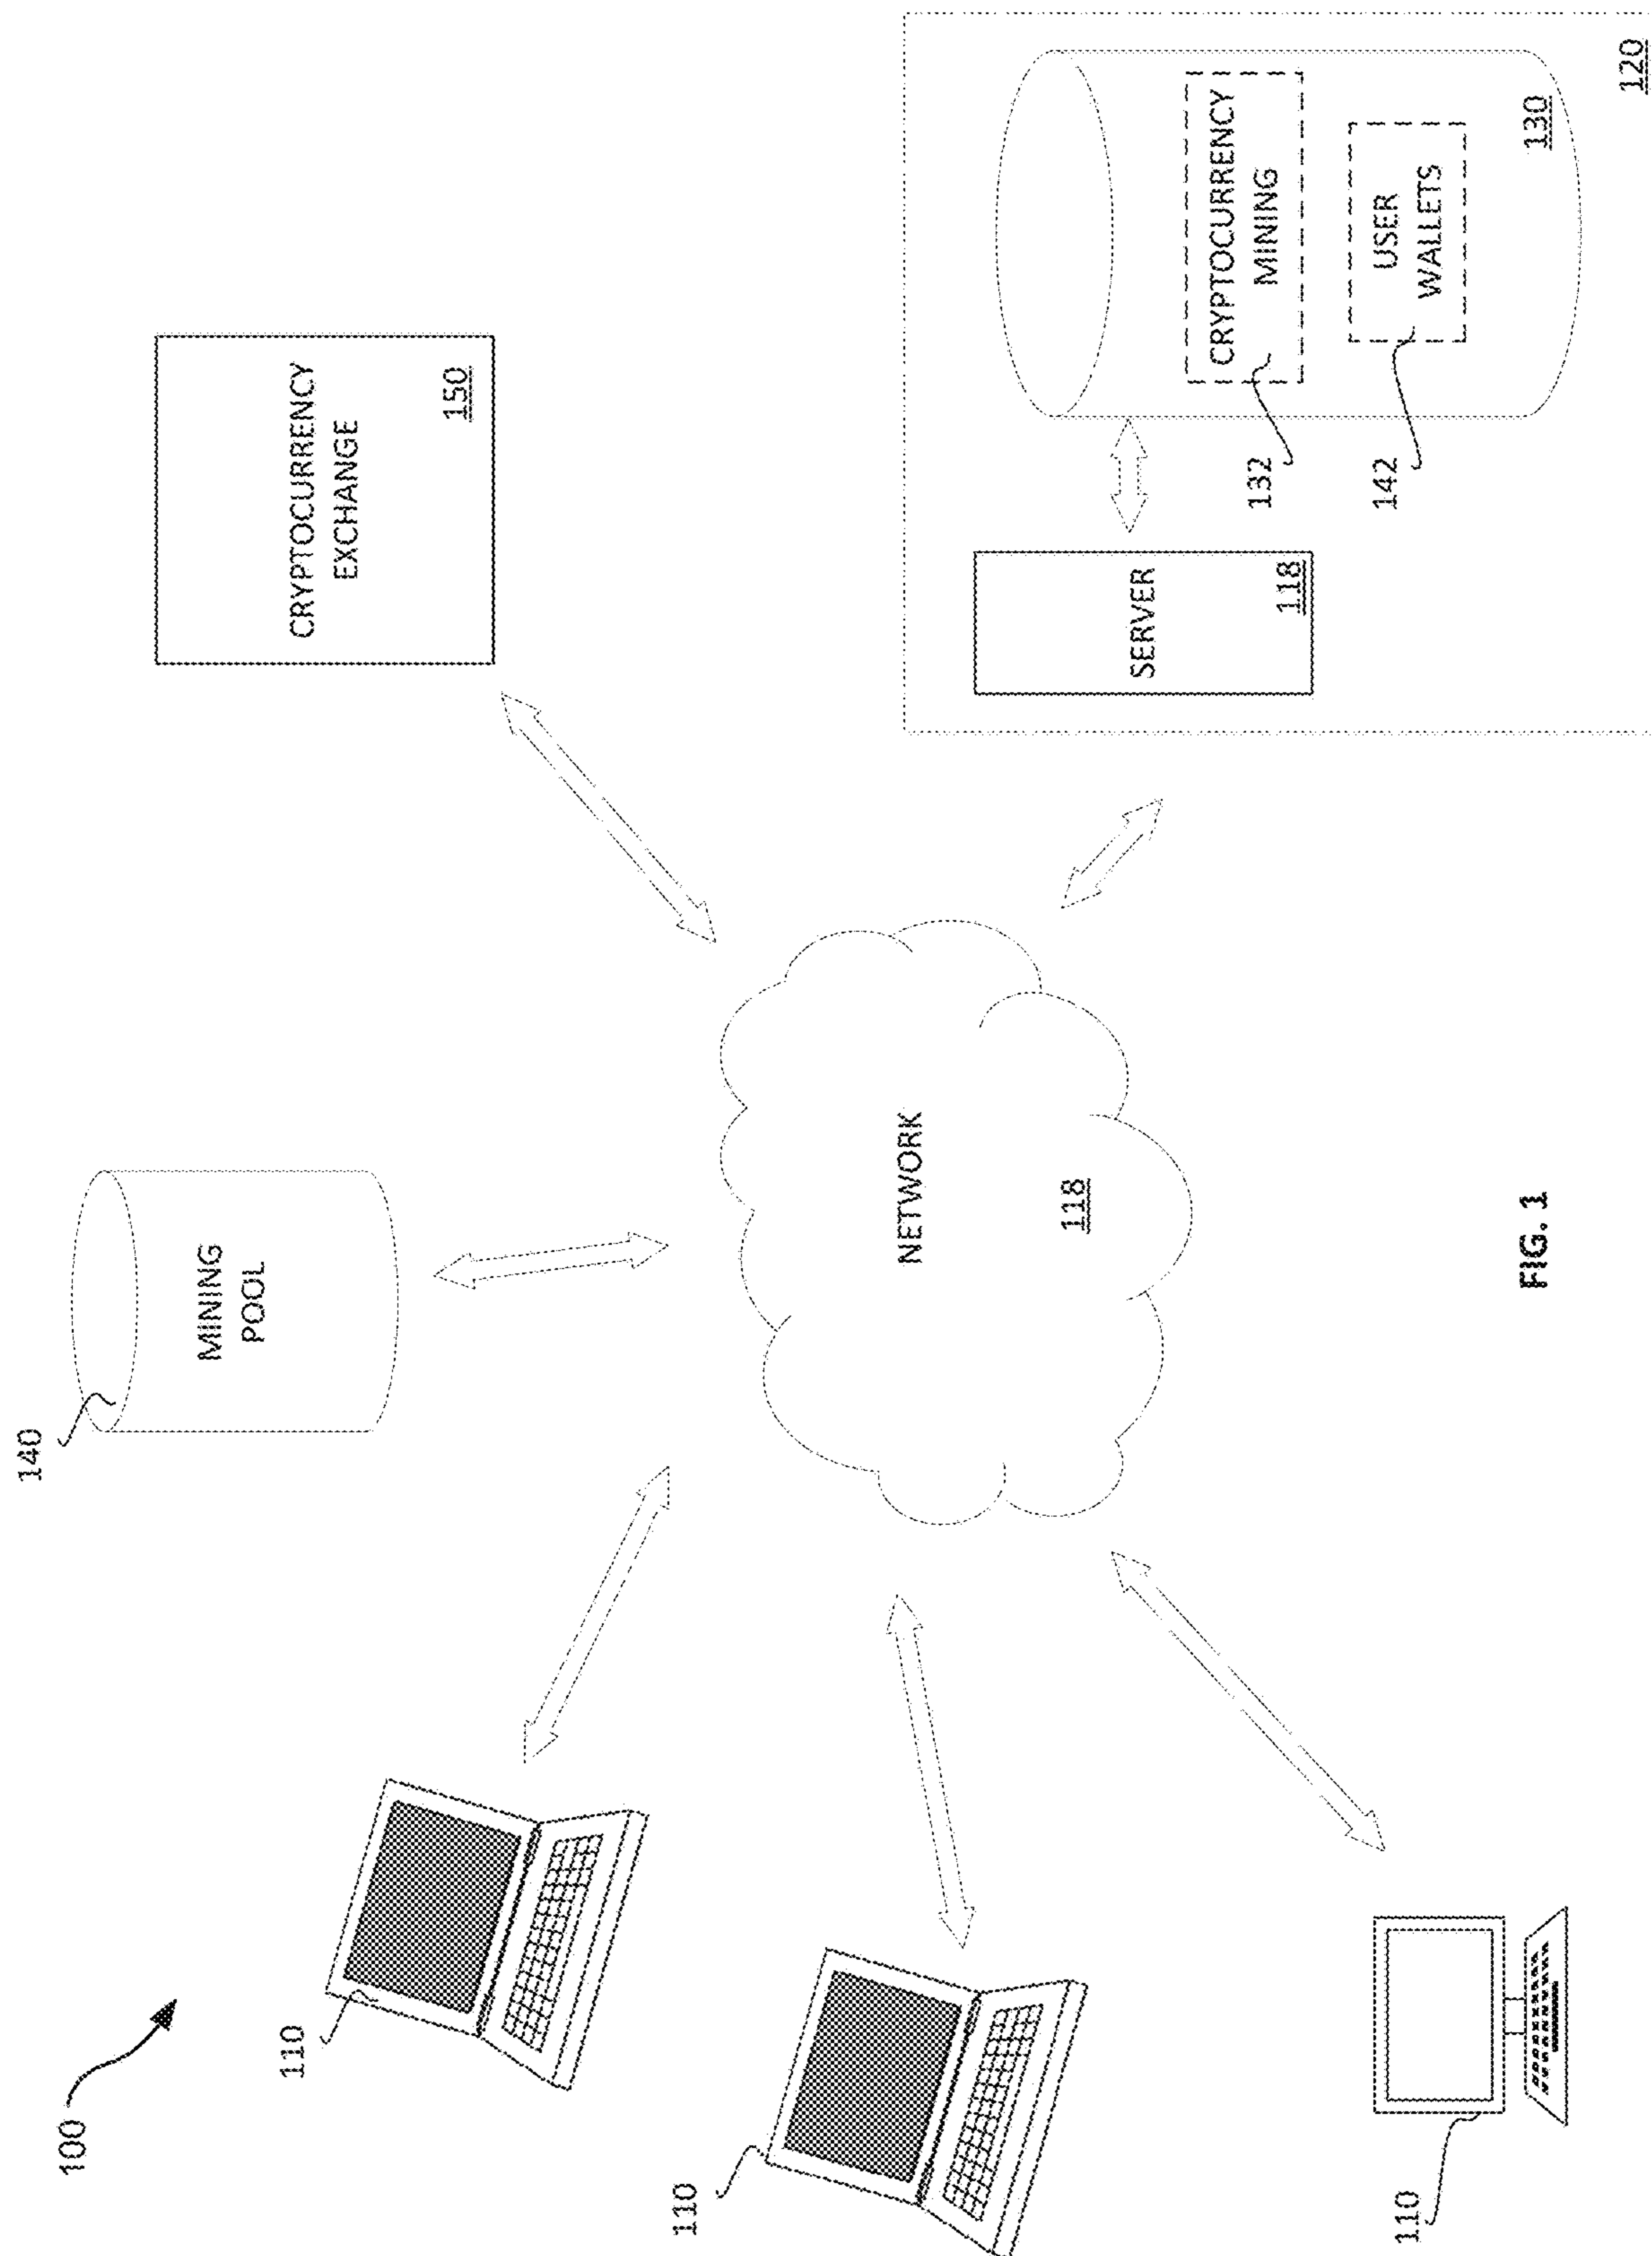 100
140
MINING
POOL
CRYPTOCURRENCY
EXCHANGE
150
110
110
110
NETWORK
118
SERVER
118
132
CRYPTOCURRENCY
MINING
142
USER
WALLETS
130
120
FIG. 1